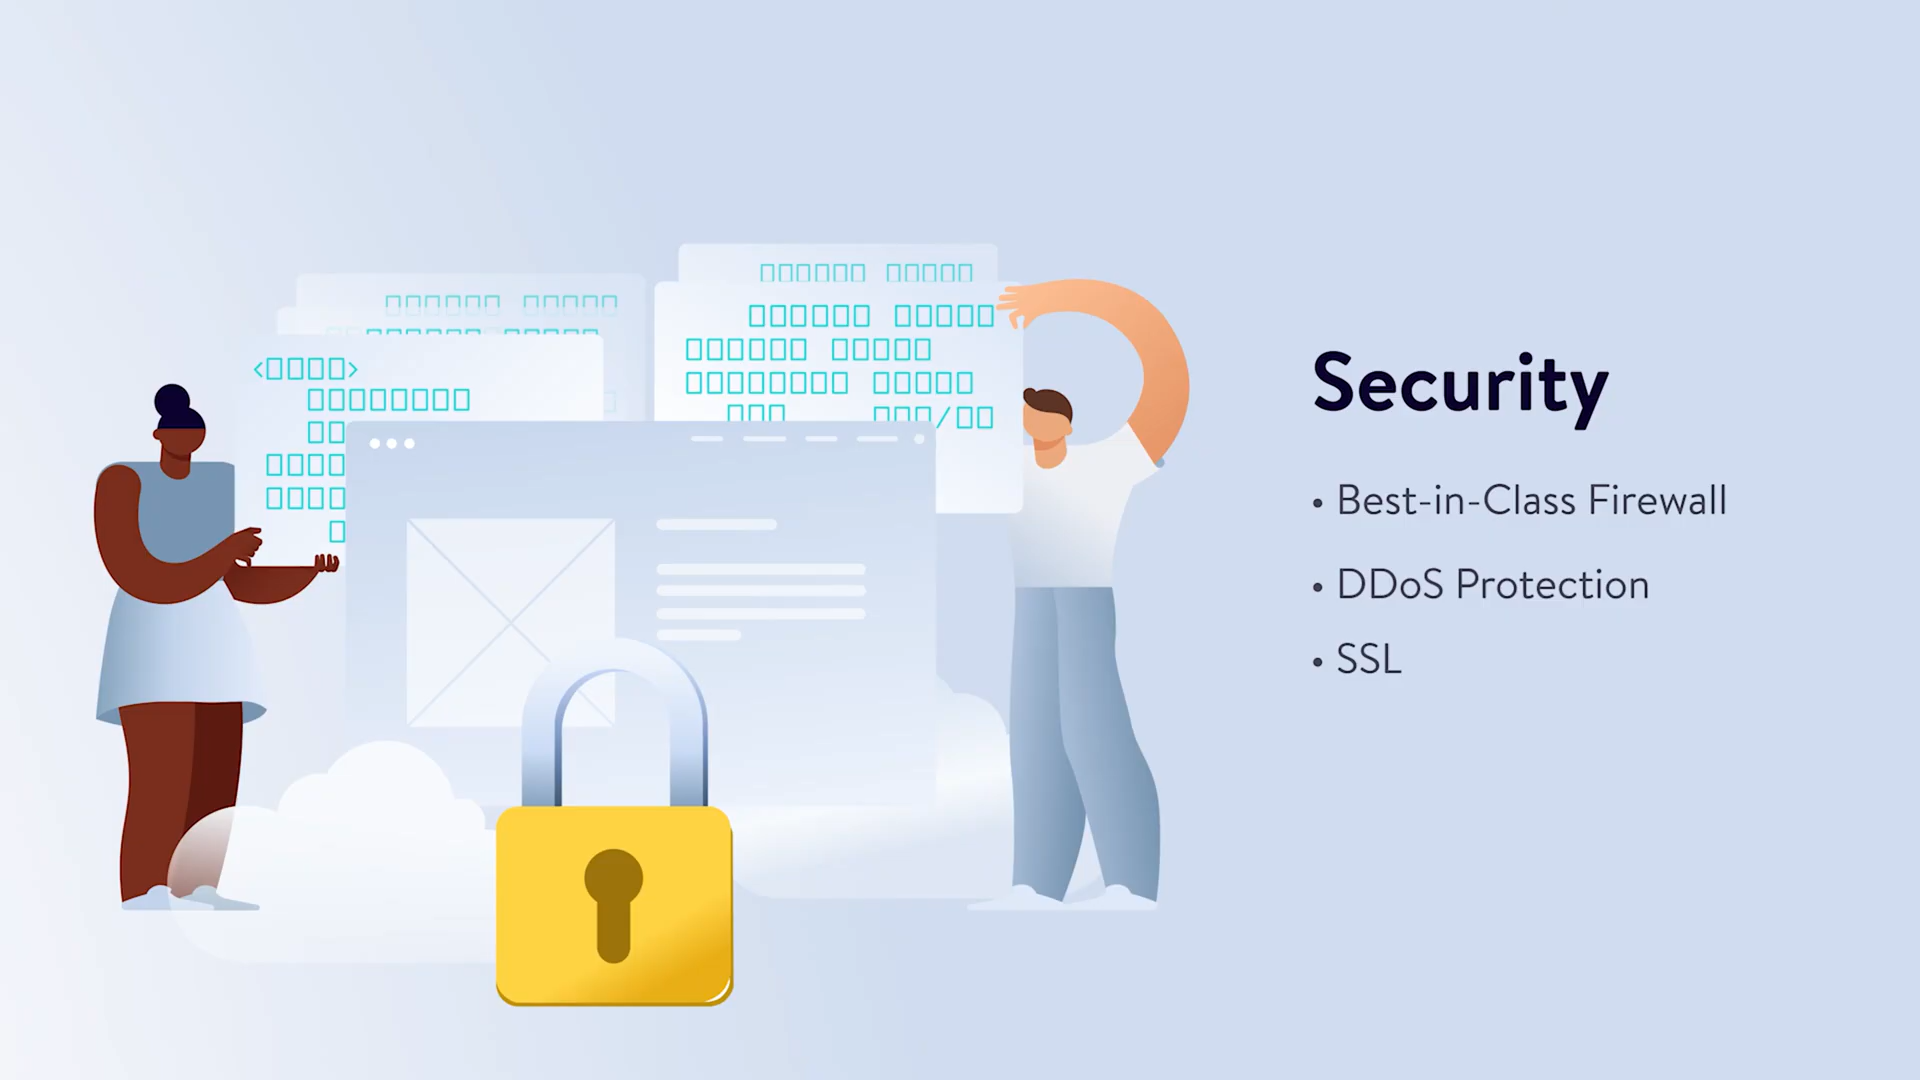 Security
• Best-in-Class Firewall
• DDoS Protection
• SSL